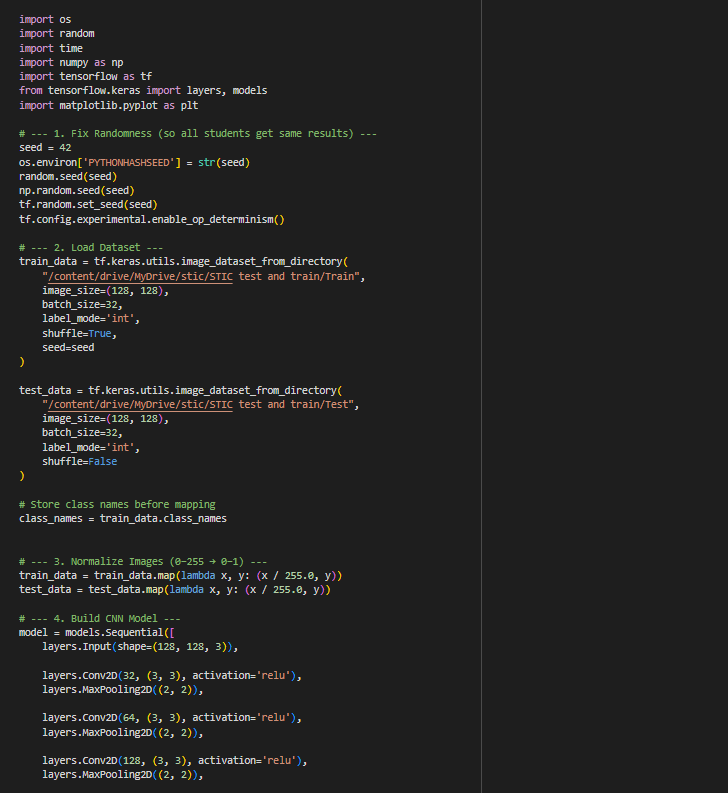 import os
import random
import time
import numpy as np
import tensorflow as tf
from tensorflow.keras import layers, models
import matplotlib.pyplot as plt

# --- 1. Fix Randomness (so all students get same results) ---
seed = 42
os.environ['PYTHONHASHSEED'] = str(seed)
random.seed(seed)
np.random.seed(seed)
tf.random.set_seed(seed)
tf.config.experimental.enable_op_determinism()

# --- 2. Load Dataset ---
train_data = tf.keras.utils.image_dataset_from_directory(
    "/content/drive/MyDrive/stic/STIC test and train/Train",
    image_size=(128, 128),
    batch_size=32,
    label_mode='int',
    shuffle=True,
    seed=seed
)

test_data = tf.keras.utils.image_dataset_from_directory(
    "/content/drive/MyDrive/stic/STIC test and train/Test",
    image_size=(128, 128),
    batch_size=32,
    label_mode='int',
    shuffle=False
)

# Store class names before mapping
class_names = train_data.class_names


# --- 3. Normalize Images (0–255 → 0–1) ---
train_data = train_data.map(lambda x, y: (x / 255.0, y))
test_data = test_data.map(lambda x, y: (x / 255.0, y))

# --- 4. Build CNN Model ---
model = models.Sequential([
    layers.Input(shape=(128, 128, 3)),

    layers.Conv2D(32, (3, 3), activation='relu'),
    layers.MaxPooling2D((2, 2)),

    layers.Conv2D(64, (3, 3), activation='relu'),
    layers.MaxPooling2D((2, 2)),

    layers.Conv2D(128, (3, 3), activation='relu'),
    layers.MaxPooling2D((2, 2)),